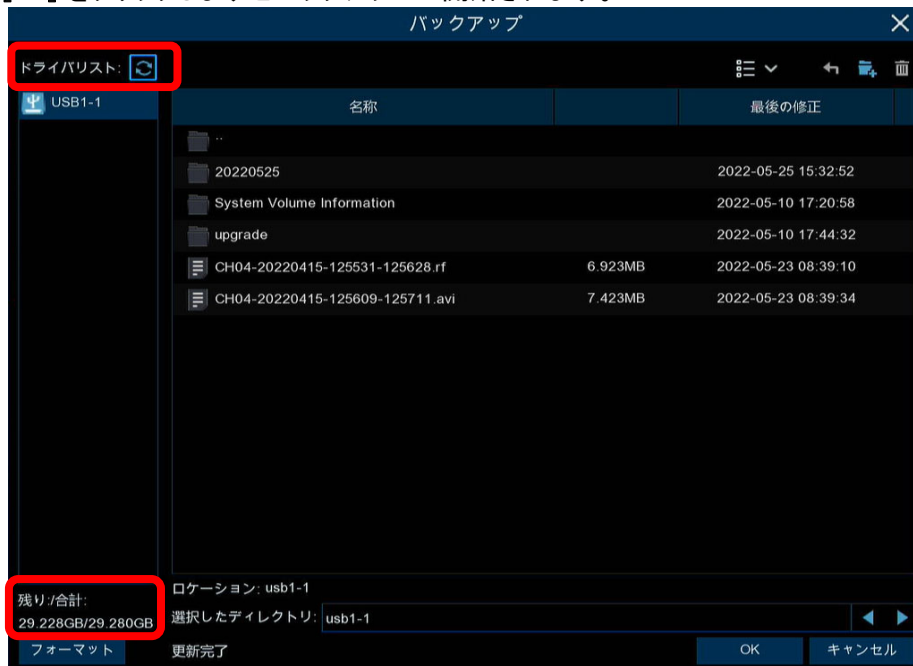 バックアップ
ドライバリスト:
USB1-1
名称 最後の修正
..
20220525 2022-05-25 15:32:52
System Volume Information 2022-05-10 17:20:58
upgrade 2022-05-10 17:44:32
CH04-20220415-125531-125628.rf 6.923MB 2022-05-23 08:39:10
CH04-20220415-125609-125711.avi 7.423MB 2022-05-23 08:39:34
残り:/合計:
29.228GB/29.280GB
ロケーション: usb1-1
選択したディレクトリ: usb1-1
フォーマット 更新完了 OK キャンセル